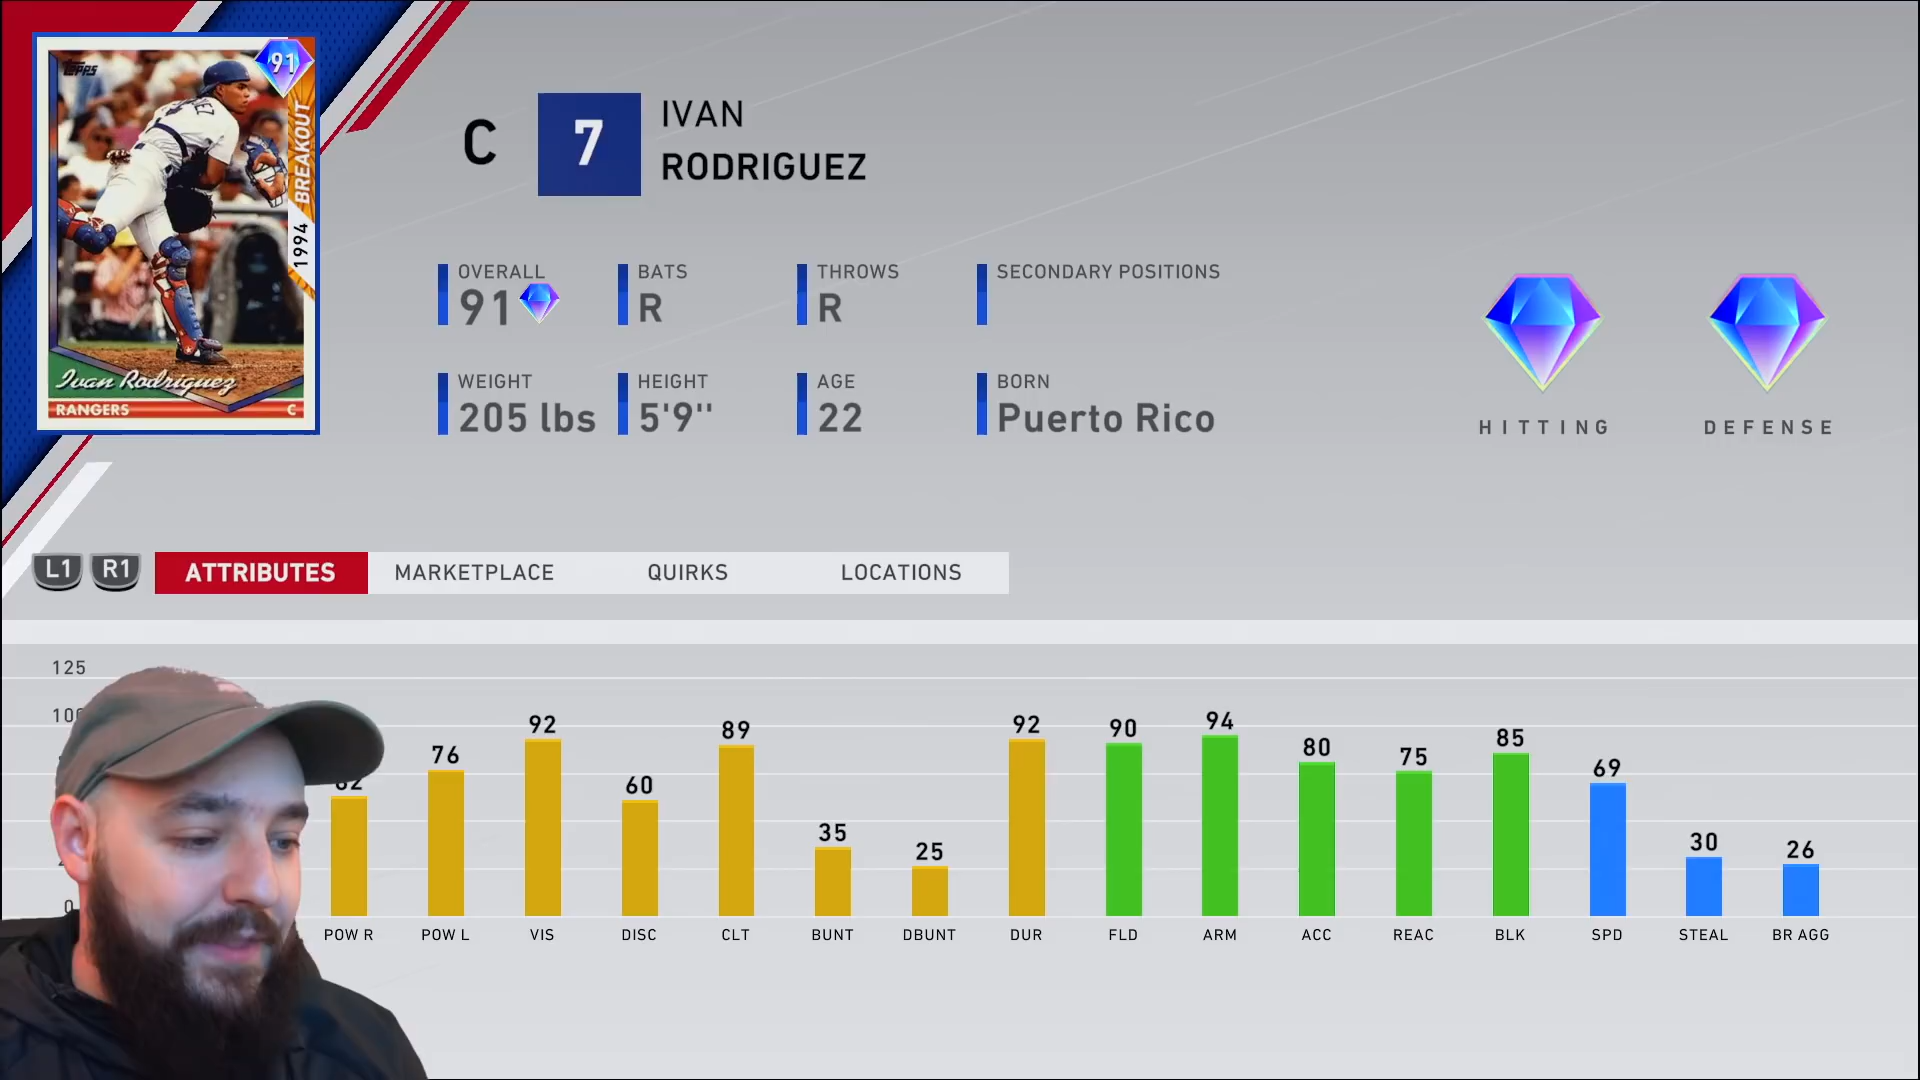 Topps
91
BREAKOUT
1994
Ivan Rodriguez
RANGERS
C
C
7
IVAN
RODRIGUEZ
OVERALL
91
BATS
R
THROWS
R
SECONDARY POSITIONS
WEIGHT
205 lbs
HEIGHT
5'9"
AGE
22
BORN
Puerto Rico
HITTING
DEFENSE
L1 R1 ATTRIBUTES MARKETPLACE QUIRKS LOCATIONS
125
0
62 76 92 60 89 35 25 92 90 94 80 75 85 69 30 26
POW R POW L VIS DISC CLT BUNT DBUNT DUR FLD ARM ACC REAC BLK SPD STEAL BR AGG